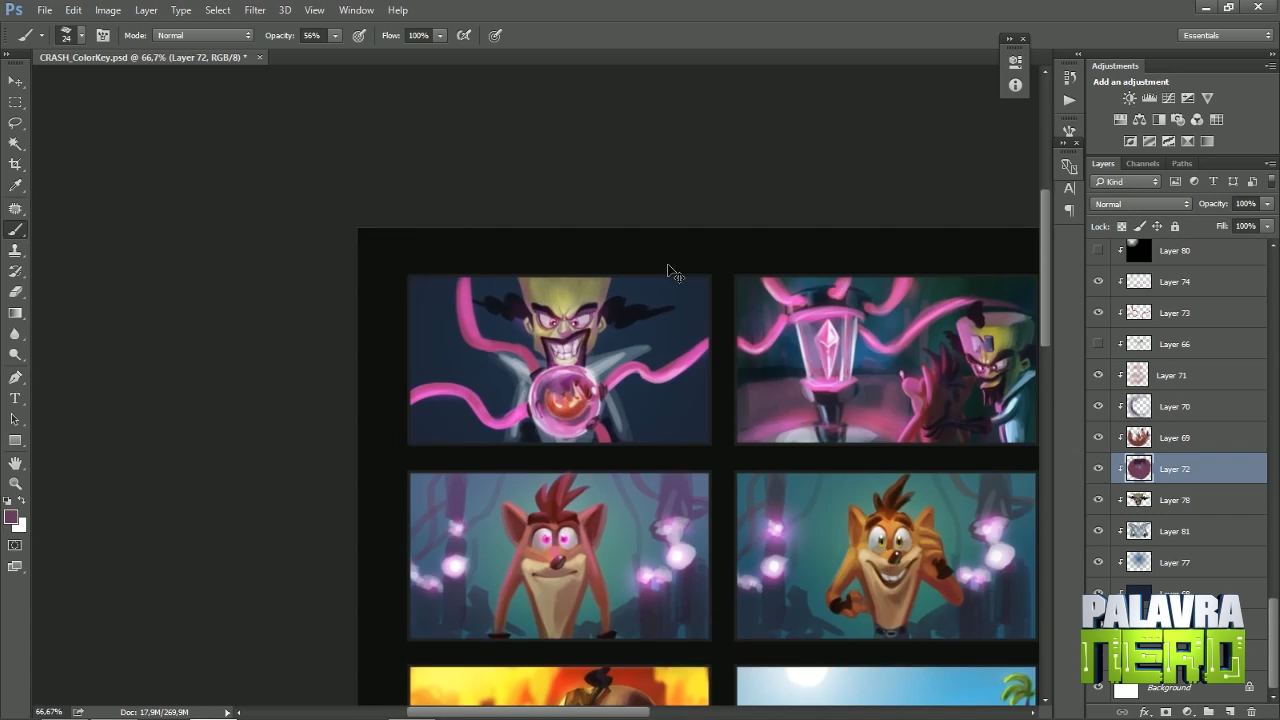 Ps File Edit Image Layer Type Select Filter 3D View Window Help
24 Mode: Normal Opacity: 56% Flow: 100% Essentials
CRASH_ColorKey.psd @ 66,7% (Layer 72, RGB/8) * ×
Adjustments
Add an adjustment
Layers Channels Paths
Kind
Normal Opacity: 100%
Lock: Fill: 100%
Layer 80
Layer 74
Layer 73
Layer 66
Layer 71
Layer 70
Layer 69
Layer 72
Layer 78
Layer 81
Layer 77
PALAVRA
NERD
Background
66,67% Doc: 17,9M/269,9M